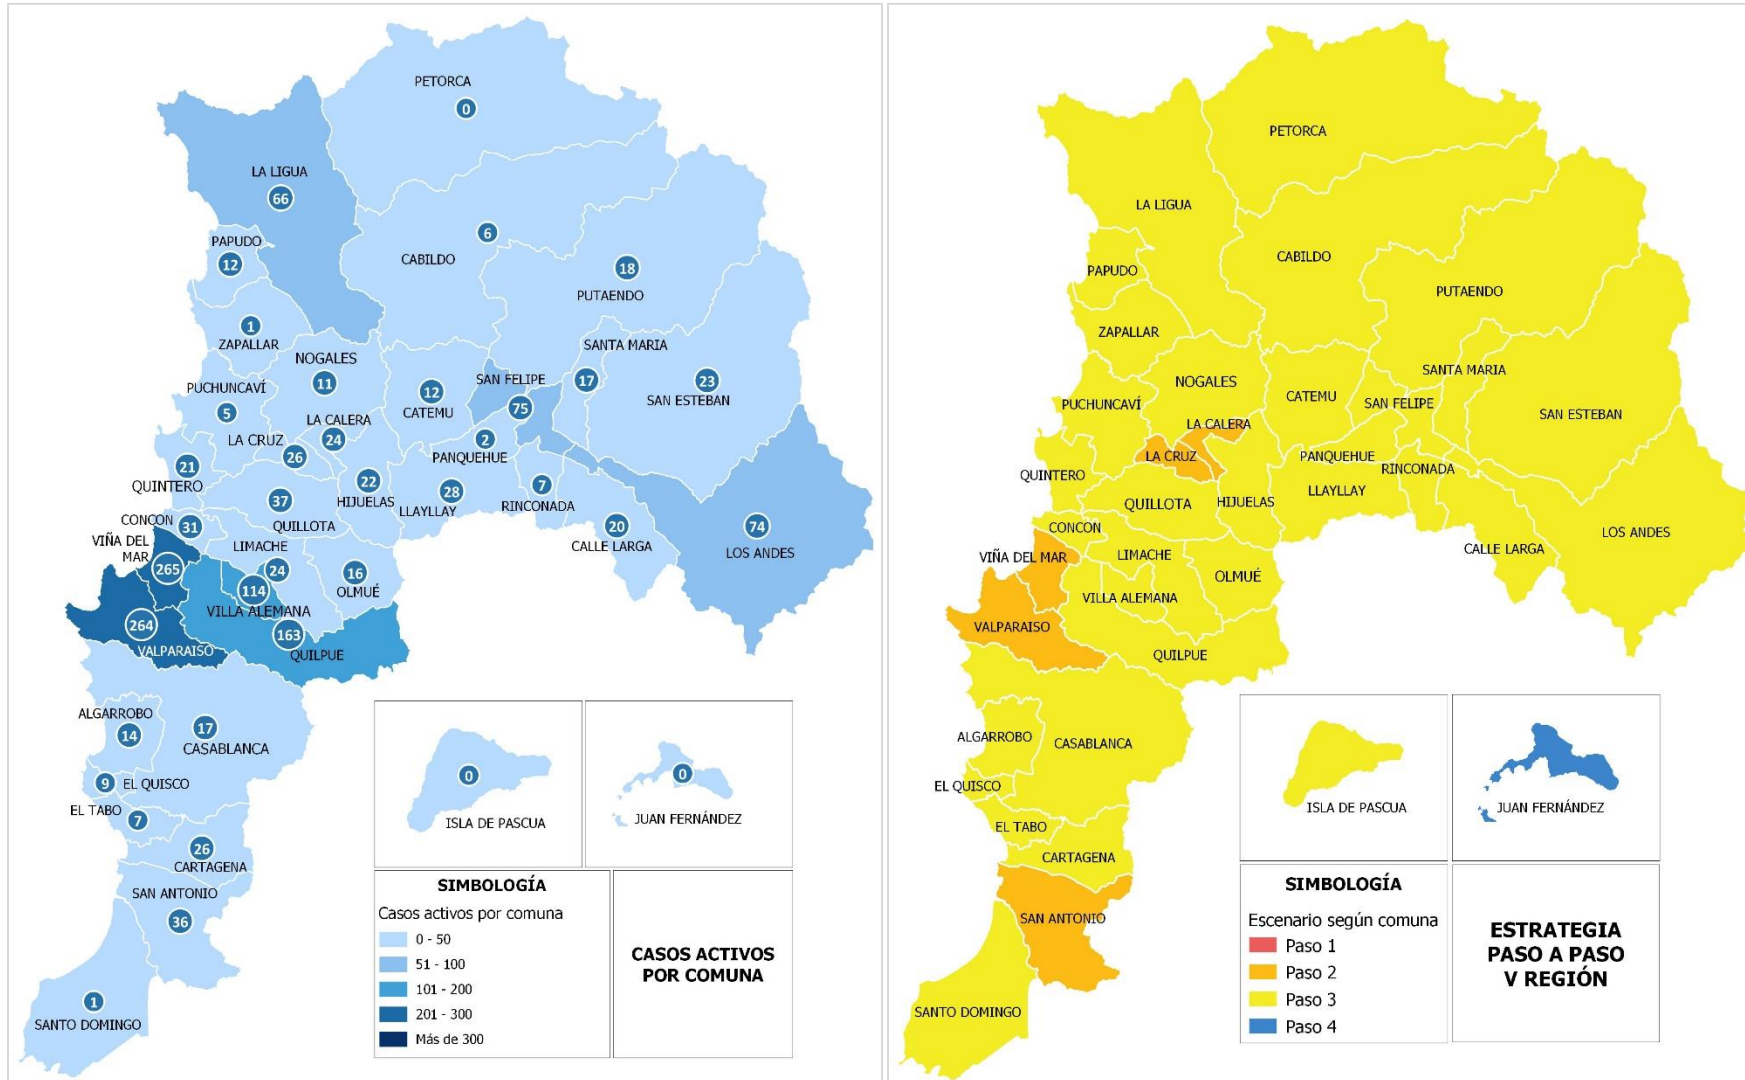 PETORCA
0
LA LIGUA
66
PAPUDO
12
6
CABILDO
18
PUTAENDO
1
ZAPALLAR
SANTA MARIA
17
NOGALES
11
SAN FELIPE
75
23
SAN ESTEBAN
12
CATEMU
PUCHUNCAVÍ
5
LA CALERA
24
LA CRUZ
26
2
PANQUEHUE
21
QUINTERO
22
HIJUELAS
28
LLAYLLAY
7
RINCONADA
37
QUILLOTA
CONCON
31
20
CALLE LARGA
74
LOS ANDES
VIÑA DEL
MAR
265
LIMACHE
24
16
OLMUÉ
114
VILLA ALEMANA
264
VALPARAISO
163
QUILPUE
ALGARROBO
14
17
CASABLANCA
9
EL QUISCO
EL TABO
7
26
CARTAGENA
SAN ANTONIO
36
1
SANTO DOMINGO
0
ISLA DE PASCUA
0
JUAN FERNÁNDEZ
SIMBOLOGÍA
Casos activos por comuna
0 - 50
51 - 100
101 - 200
201 - 300
Más de 300
CASOS ACTIVOS
POR COMUNA
PETORCA
LA LIGUA
CABILDO
PAPUDO
PUTAENDO
ZAPALLAR
SANTA MARIA
NOGALES
CATEMU
SAN FELIPE
PUCHUNCAVÍ
SAN ESTEBAN
LA CALERA
LA CRUZ
PANQUEHUE
RINCONADA
QUINTERO
LLAYLLAY
QUILLOTA
HIJUELAS
CONCON
LOS ANDES
VIÑA DEL MAR
LIMACHE
CALLE LARGA
OLMUÉ
VILLA ALEMANA
VALPARAISO
QUILPUE
ALGARROBO
CASABLANCA
EL QUISCO
EL TABO
CARTAGENA
SAN ANTONIO
SANTO DOMINGO
ISLA DE PASCUA
JUAN FERNÁNDEZ
SIMBOLOGÍA
Escenario según comuna
Paso 1
Paso 2
Paso 3
Paso 4
ESTRATEGIA
PASO A PASO
V REGIÓN